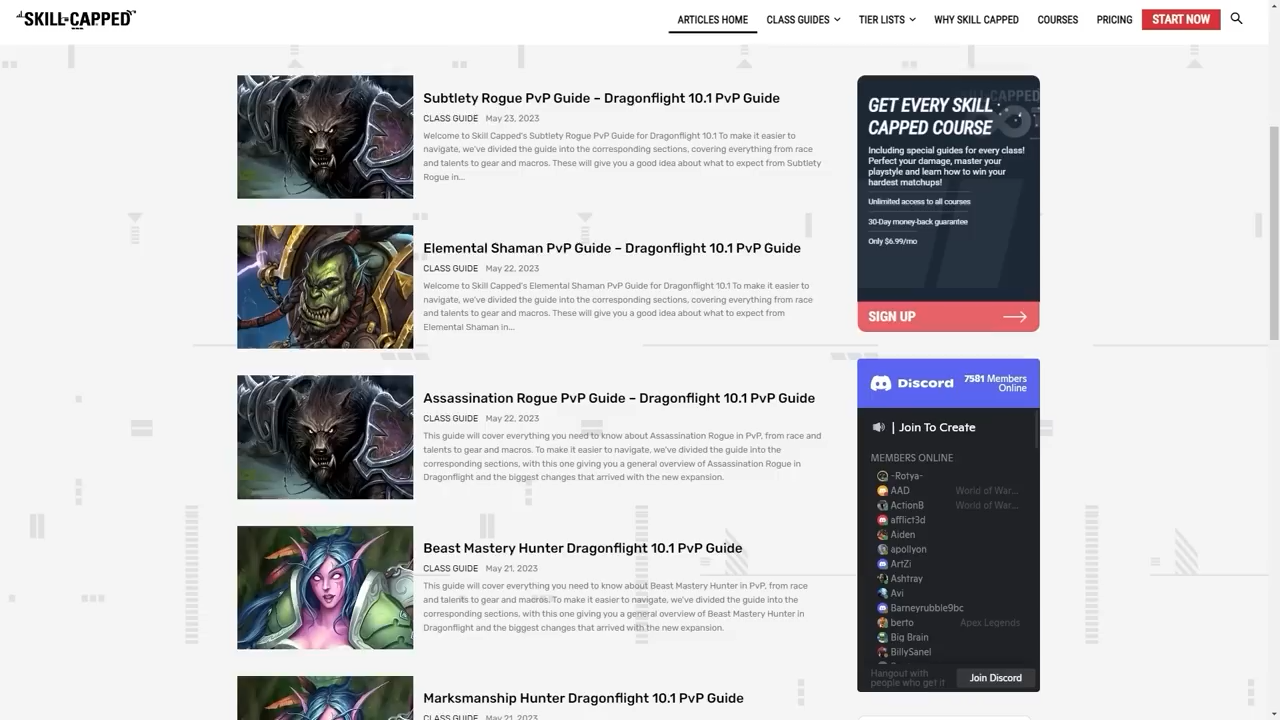 SKILL-CAPPED
ARTICLES HOME
CLASS GUIDES
TIER LISTS
WHY SKILL CAPPED
COURSES
PRICING
START NOW
Subtlety Rogue PvP Guide – Dragonflight 10.1 PvP Guide
CLASS GUIDE May 23, 2023
Welcome to Skill Capped's Subtlety Rogue PvP Guide for Dragonflight 10.1 To make it easier to
navigate, we've divided the guide into the corresponding sections, covering everything from race
and talents to gear and macros. These will give you a good idea about what to expect from Subtlety
Rogue in...
Elemental Shaman PvP Guide – Dragonflight 10.1 PvP Guide
CLASS GUIDE May 22, 2023
Welcome to Skill Capped's Elemental Shaman PvP Guide for Dragonflight 10.1 To make it easier to
navigate, we've divided the guide into the corresponding sections, covering everything from race
and talents to gear and macros. These will give you a good idea about what to expect from
Elemental Shaman in...
Assassination Rogue PvP Guide – Dragonflight 10.1 PvP Guide
CLASS GUIDE May 22, 2023
This guide will cover everything you need to know about Assassination Rogue in PvP, from race and
talents to gear and macros. To make it easier to navigate, we've divided the guide into the
corresponding sections, with this one giving you a general overview of Assassination Rogue in
Dragonflight and the biggest changes that arrived with the new expansion.
Beast Mastery Hunter Dragonflight 10.1 PvP Guide
CLASS GUIDE May 21, 2023
This guide will cover everything you need to know about Beast Mastery Hunter in PvP, from race
and talents to gear and macros. To make it easier to navigate, we've divided the guide into the
corresponding sections, with this one giving you a general overview of Beast Mastery Hunter in
Dragonflight and the biggest changes that arrived with the new expansion.
Marksmanship Hunter Dragonflight 10.1 PvP Guide
CLASS GUIDE May 21, 2023
GET EVERY SKILL
CAPPED COURSE
Including special guides for every class!
Perfect your damage, master your
playstyle and learn how to win your
hardest matchups!
Unlimited access to all courses
30-Day money-back guarantee
Only $6.99/mo
SIGN UP
Discord 7581 Members
Online
| Join To Create
MEMBERS ONLINE
-Rotya-
AAD World of War...
ActionB World of War...
afflict3d
Aiden
apollyon
ArtZi
Ashtray
Avi
Barneyrubble9bc
berto Apex Legends
Big Brain
BillySanel
Hangout with
people who get it
Join Discord